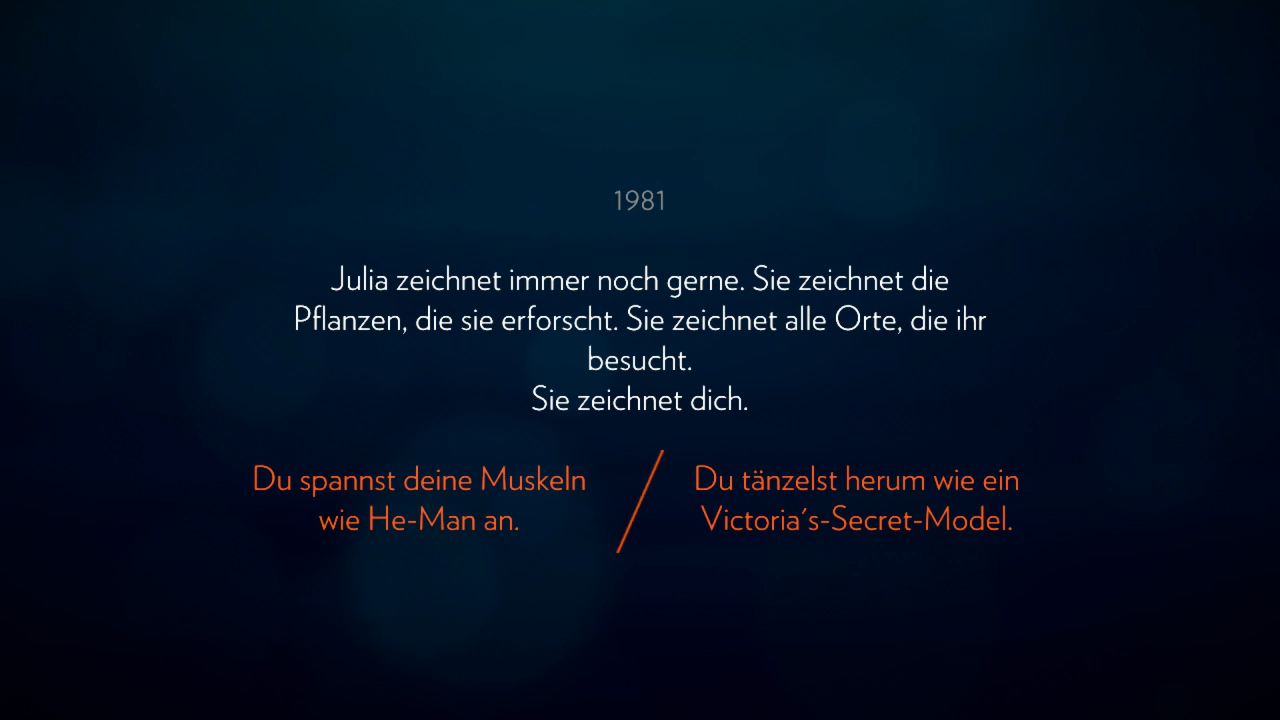 1981
Julia zeichnet immer noch gerne. Sie zeichnet die
Pflanzen, die sie erforscht. Sie zeichnet alle Orte, die ihr
besucht.
Sie zeichnet dich.
Du spannst deine Muskeln
wie He-Man an.
Du tänzelst herum wie ein
Victoria's-Secret-Model.